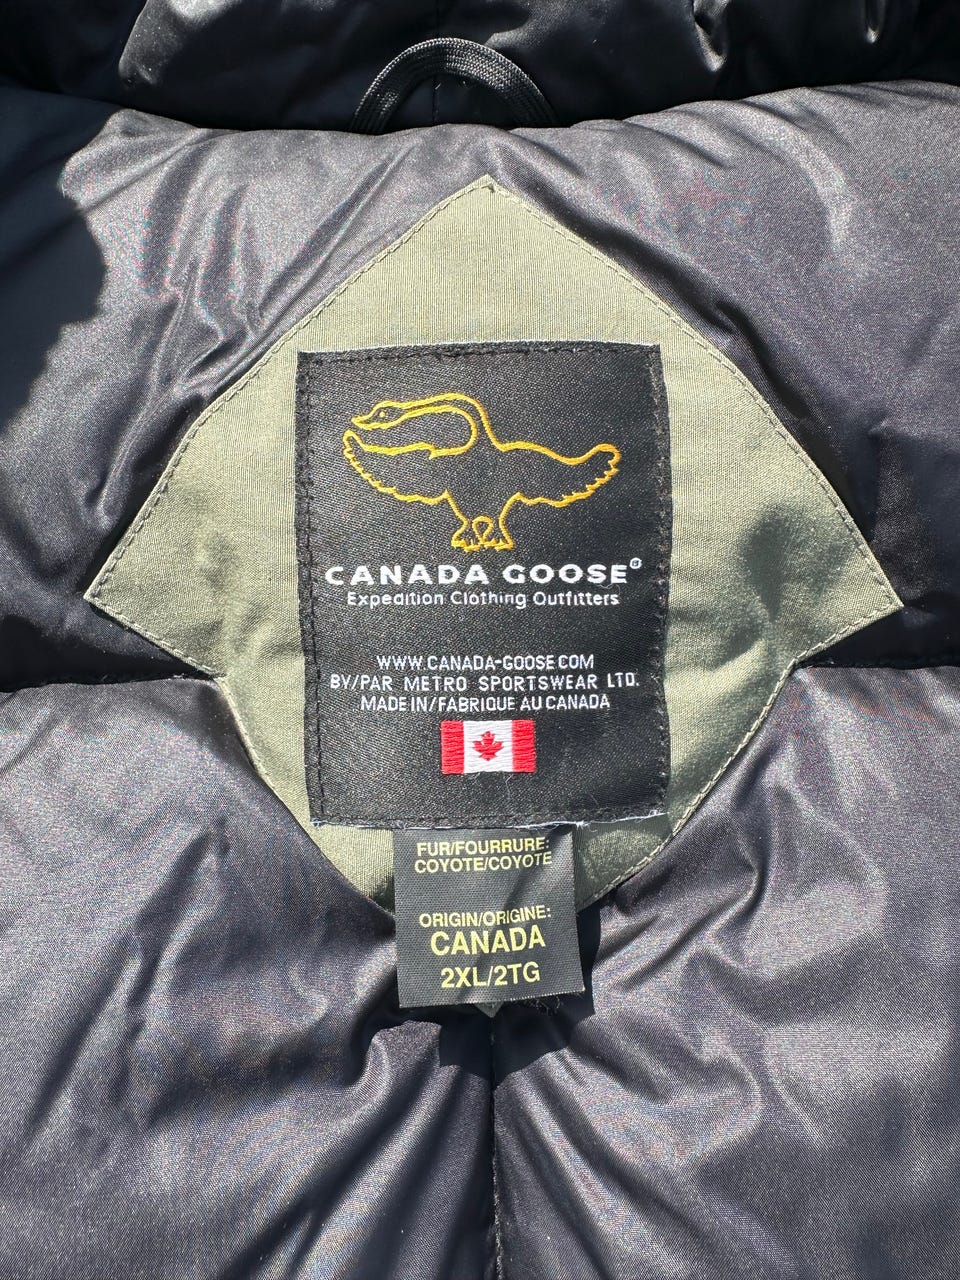 CANADA GOOSE®
Expedition Clothing Outfitters
WWW.CANADA-GOOSE.COM
BY/PAR METRO SPORTSWEAR LTD.
MADE IN/FABRIQUE AU CANADA
FUR/FOURRURE:
COYOTE/COYOTE
ORIGIN/ORIGINE:
CANADA
2XL/2TG